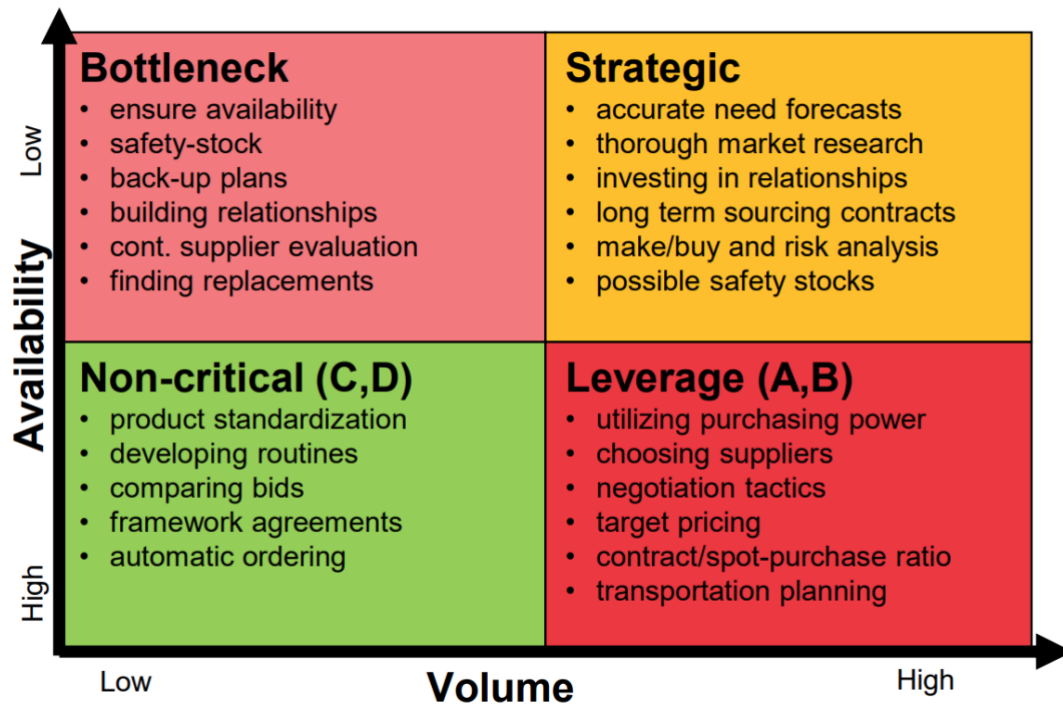 Bottleneck
• ensure availability
• safety-stock
• back-up plans
• building relationships
• cont. supplier evaluation
• finding replacements
Strategic
• accurate need forecasts
• thorough market research
• investing in relationships
• long term sourcing contracts
• make/buy and risk analysis
• possible safety stocks
Non-critical (C,D)
• product standardization
• developing routines
• comparing bids
• framework agreements
• automatic ordering
Leverage (A,B)
• utilizing purchasing power
• choosing suppliers
• negotiation tactics
• target pricing
• contract/spot-purchase ratio
• transportation planning
Low
Availability
High
Low
Volume
High